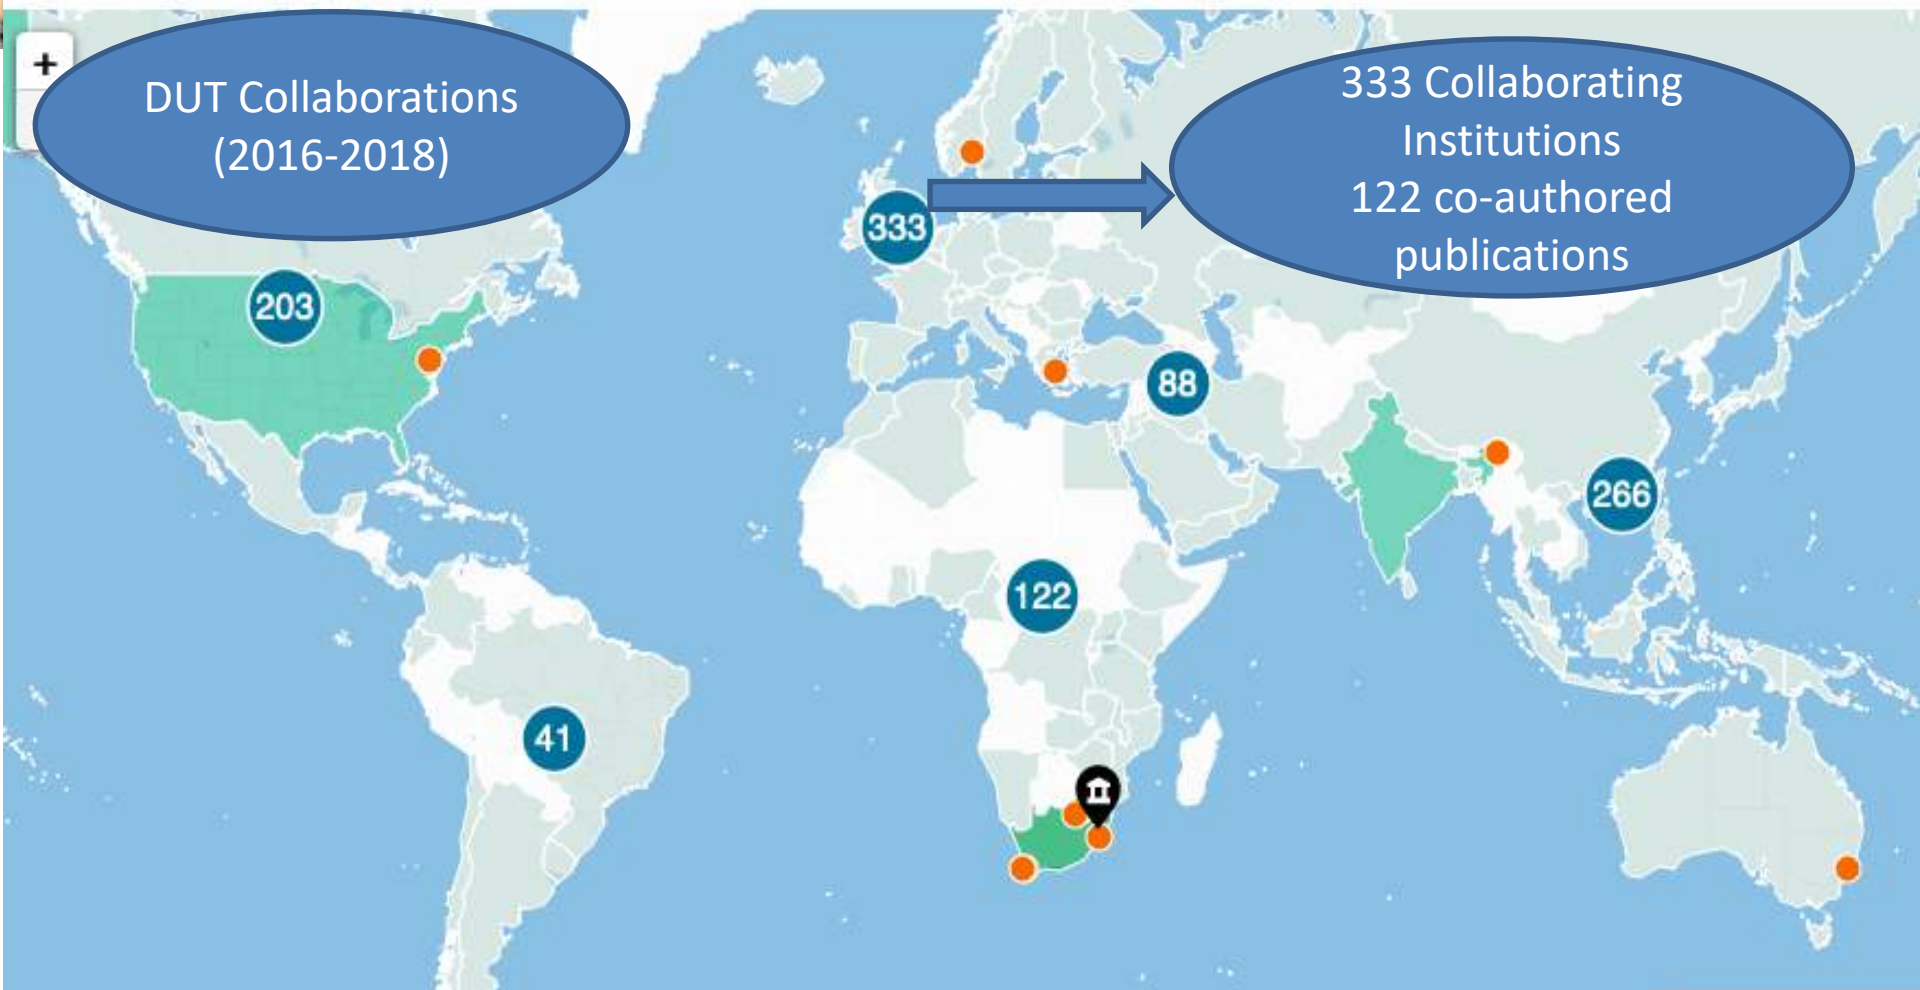 +
DUT Collaborations
(2016-2018)
333 Collaborating
Institutions
122 co-authored
publications
333
203
88
266
122
41